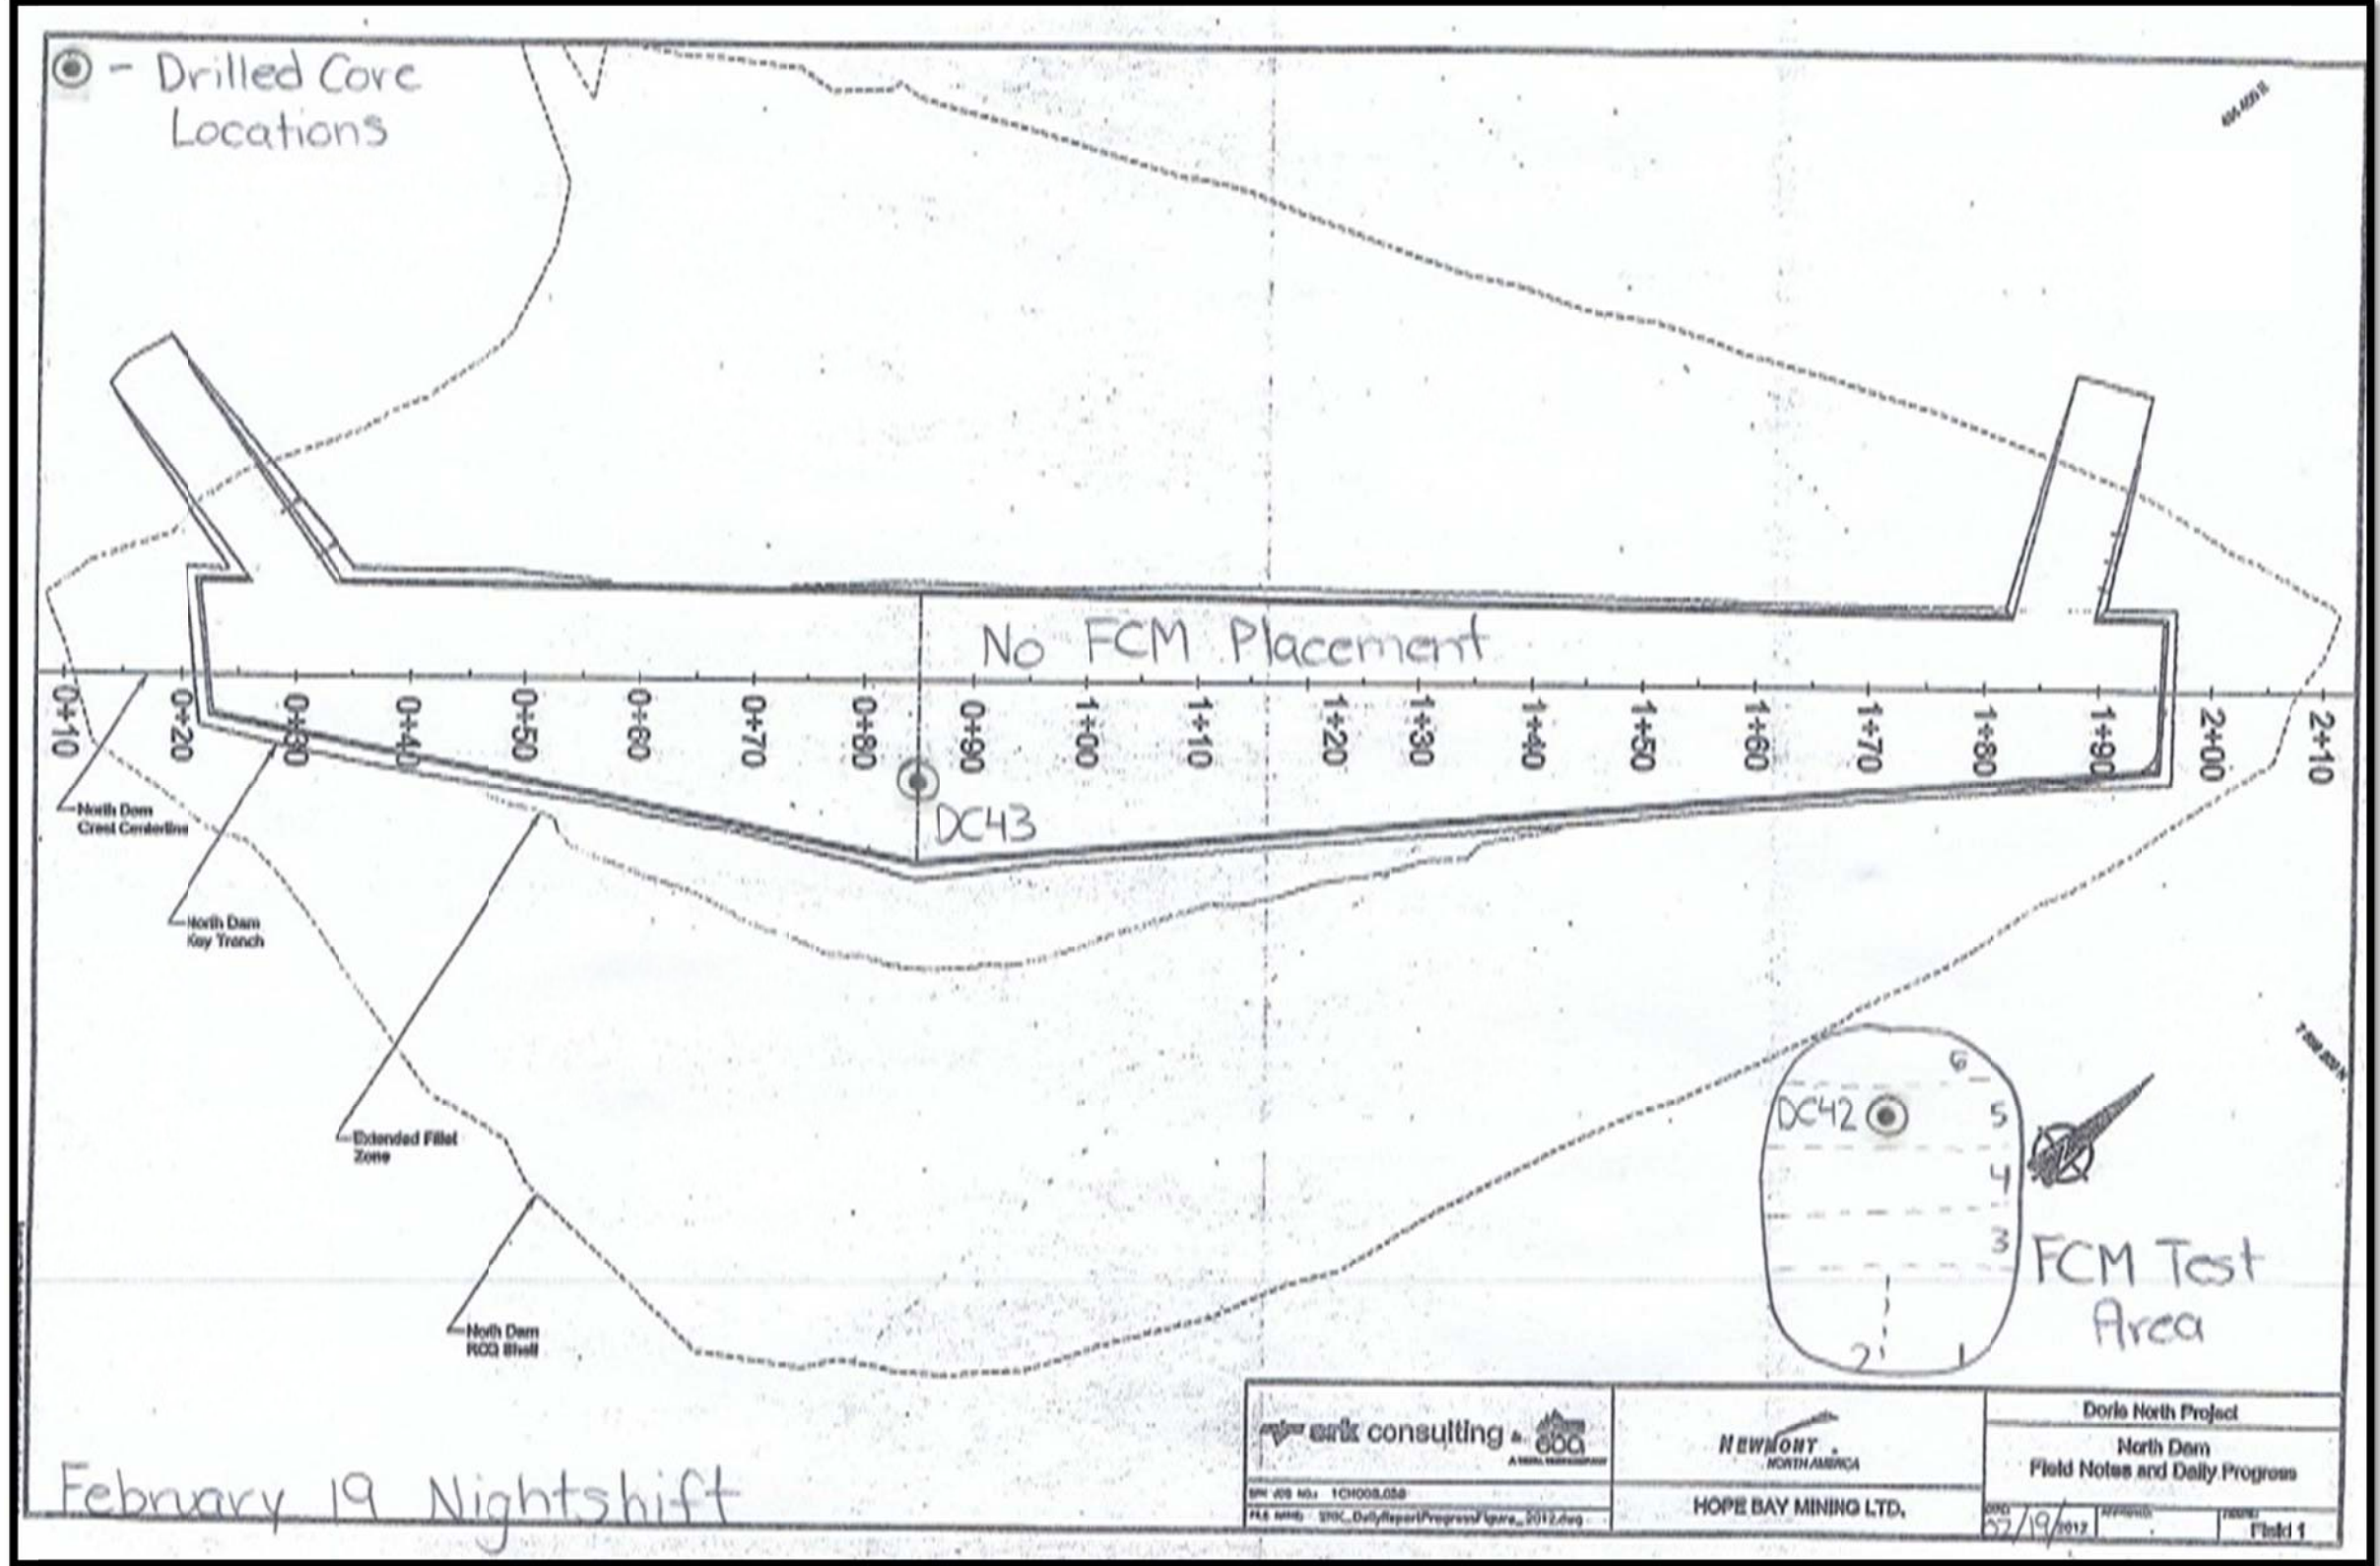 - Drilled Core
Locations
No FCM Placement
0+10
0+20
0+30
0+40
0+50
0+60
0+70
0+80
0+90
1+00
1+10
1+20
1+30
1+40
1+50
1+60
1+70
1+80
1+90
2+00
2+10
DC43
North Dam
Crest Centerline
North Dam
Key Trench
Extended Fillet
Zone
North Dam
ROQ Shell
6
DC42
5
4
3
2
1
FCM Test
Area
February 19 Nightshift
srk consulting
NEWMONT
NORTH AMERICA
HOPE BAY MINING LTD.
Doris North Project
North Dam
Field Notes and Daily Progress
02/19/2012
Field 1